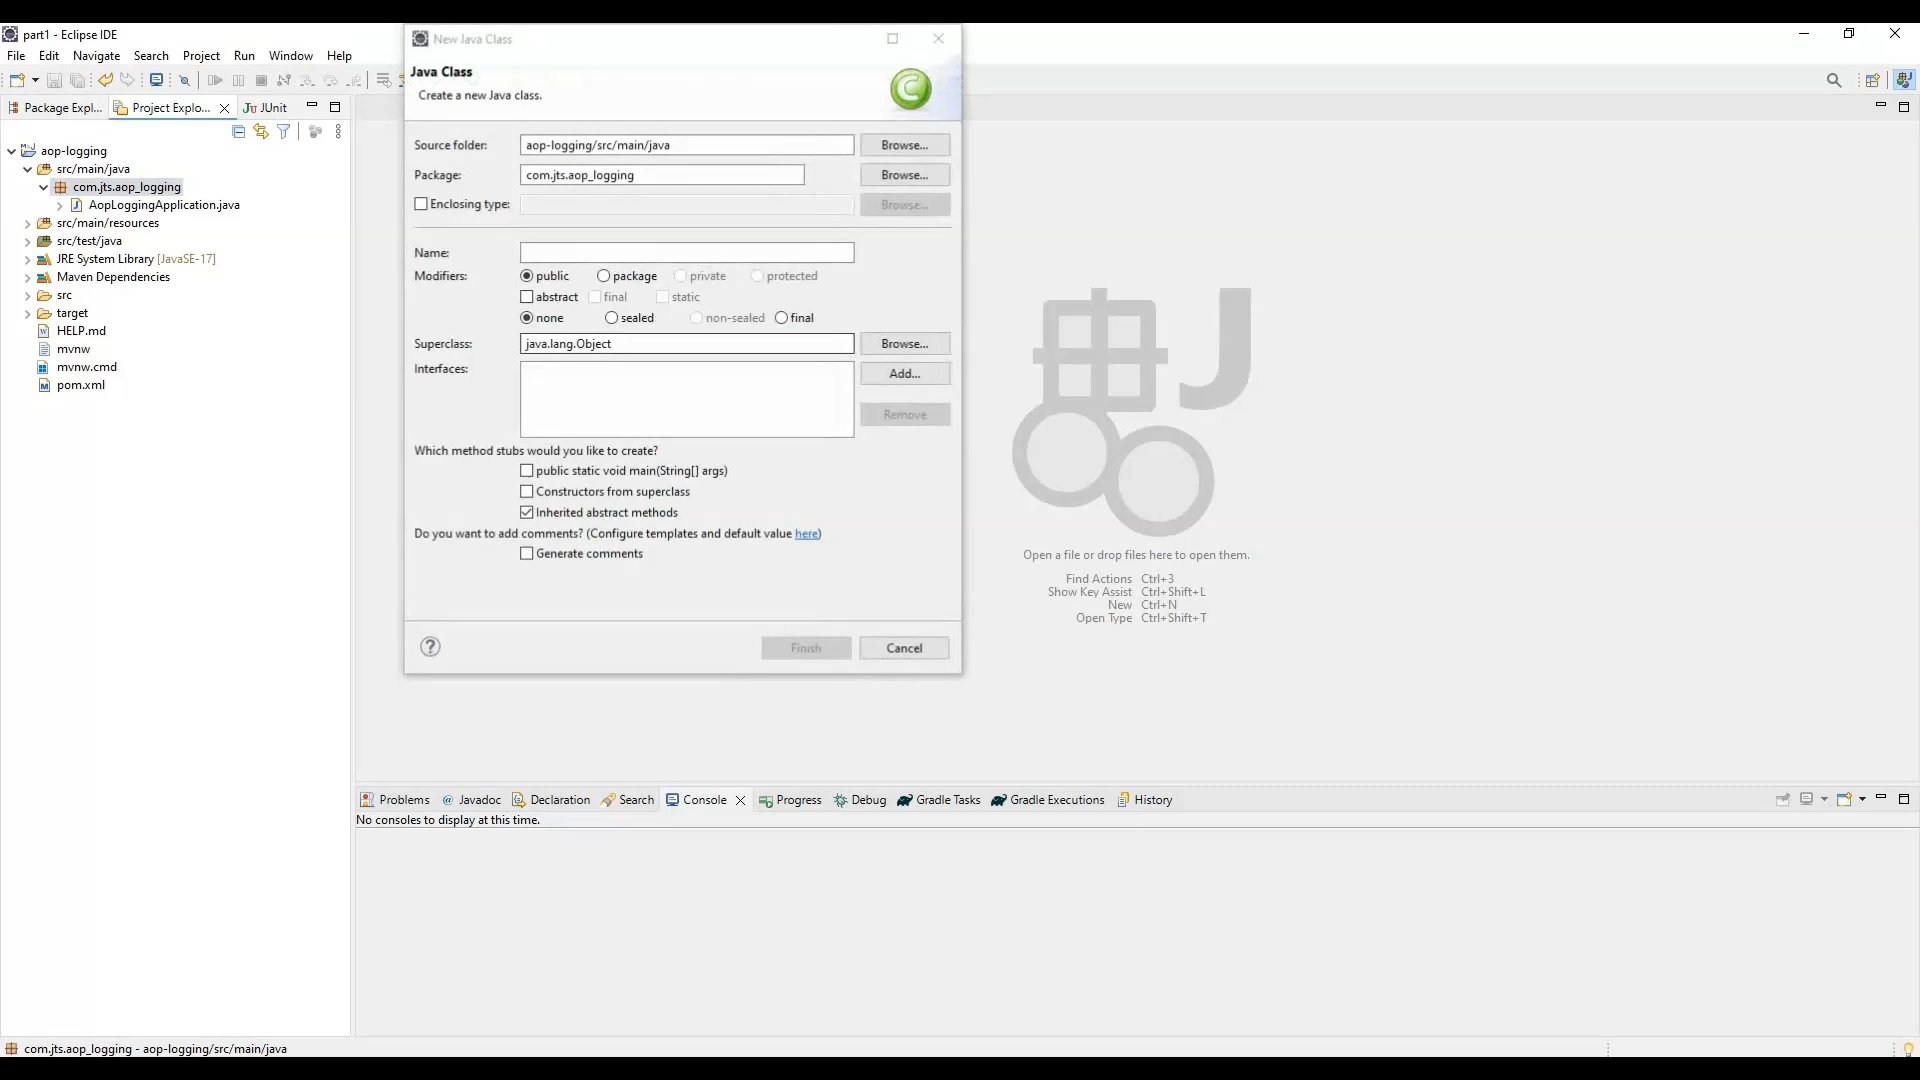 part1 - Eclipse IDE
File Edit Navigate Search Project Run Window Help
Package Expl... Project Explo... JUnit
aop-logging
src/main/java
com.jts.aop_logging
AopLoggingApplication.java
src/main/resources
src/test/java
JRE System Library [JavaSE-17]
Maven Dependencies
src
target
HELP.md
mvnw
mvnw.cmd
pom.xml
New Java Class
Java Class
Create a new Java class.
Source folder: aop-logging/src/main/java Browse...
Package: com.jts.aop_logging Browse...
Enclosing type: Browse...
Name:
Modifiers: public package private protected
abstract final static
none sealed non-sealed final
Superclass: java.lang.Object Browse...
Interfaces: Add...
Remove
Which method stubs would you like to create?
public static void main(String[] args)
Constructors from superclass
Inherited abstract methods
Do you want to add comments? (Configure templates and default value here)
Generate comments
Finish Cancel
Open a file or drop files here to open them.
Find Actions Ctrl+3
Show Key Assist Ctrl+Shift+L
New Ctrl+N
Open Type Ctrl+Shift+T
Problems Javadoc Declaration Search Console Progress Debug Gradle Tasks Gradle Executions History
No consoles to display at this time.
com.jts.aop_logging - aop-logging/src/main/java